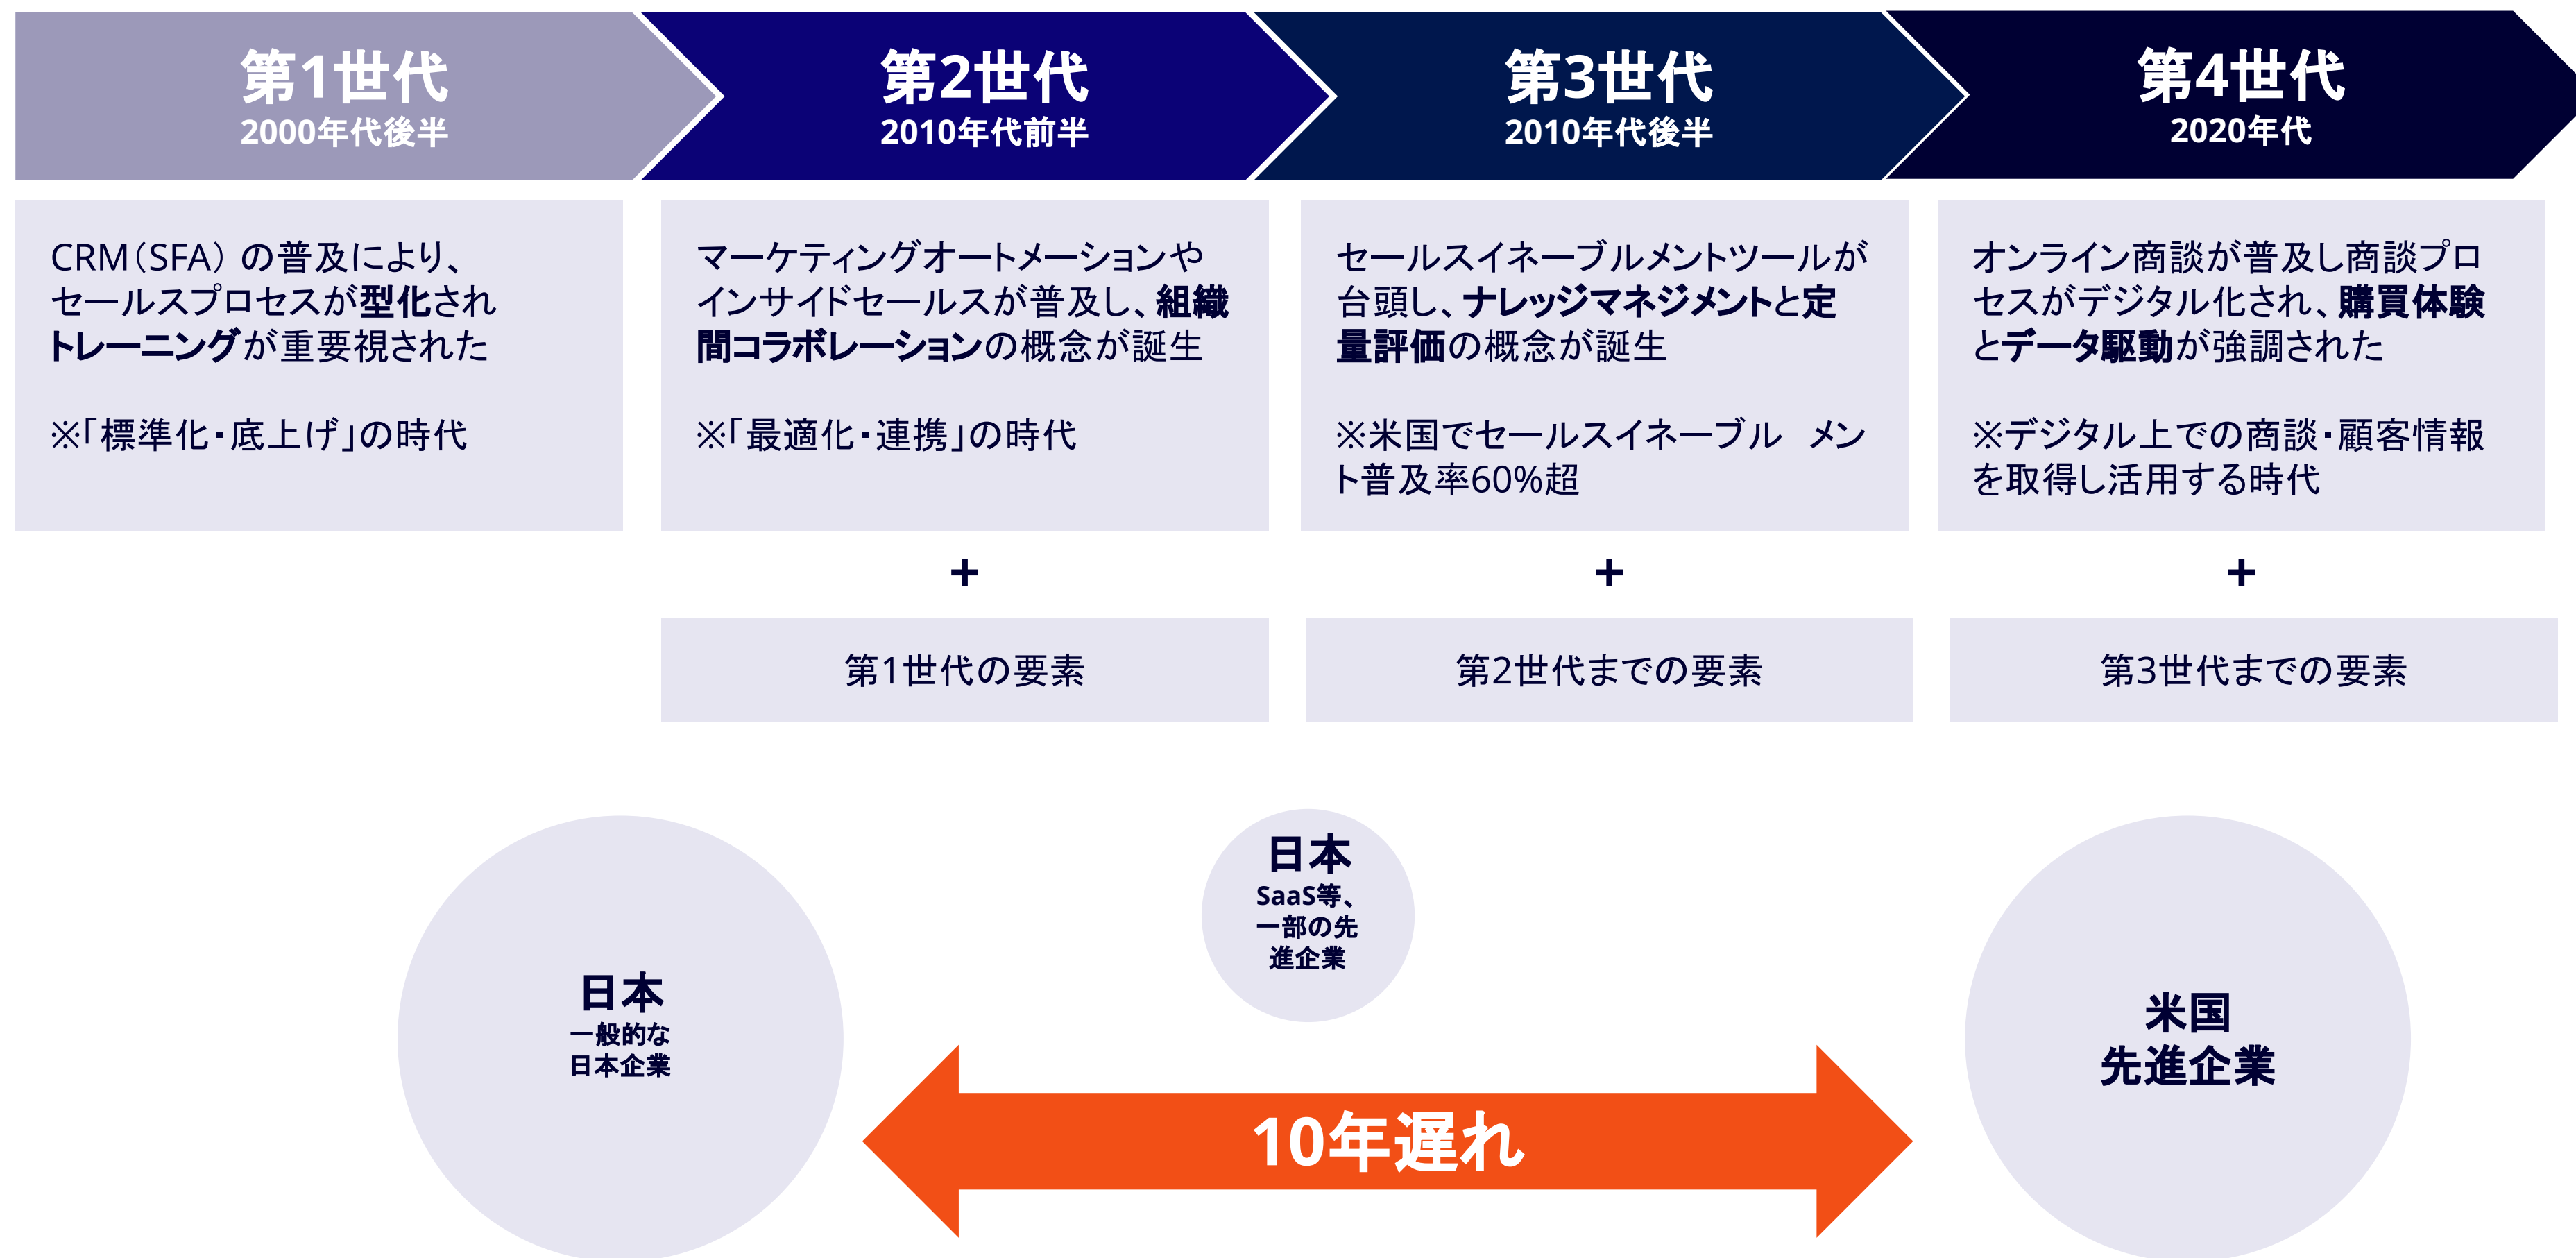 第1世代
2000年代後半
第2世代
2010年代前半
第3世代
2010年代後半
第4世代
2020年代
CRM（SFA）の普及により、
セールスプロセスが型化され
トレーニングが重要視された
※「標準化・底上げ」の時代
マーケティングオートメーションや
インサイドセールスが普及し、組織
間コラボレーションの概念が誕生
※「最適化・連携」の時代
セールスイネーブルメントツールが
台頭し、ナレッジマネジメントと定
量評価の概念が誕生
※米国でセールスイネーブル　メン
ト普及率60%超
オンライン商談が普及し商談プロ
セスがデジタル化され、購買体験
とデータ駆動が強調された
※デジタル上での商談・顧客情報
を取得し活用する時代
+
+
+
第1世代の要素
第2世代までの要素
第3世代までの要素
日本
一般的な
日本企業
日本
SaaS等、
一部の先
進企業
米国
先進企業
10年遅れ